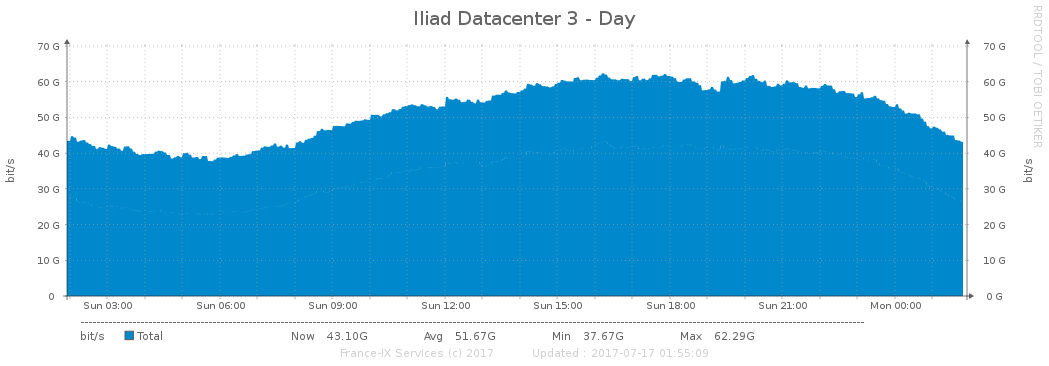 Iliad Datacenter 3 - Day
RRDTOOL / TOBI OETIKER
70 G 70 G
60 G 60 G
50 G 50 G
40 G 40 G
30 G 30 G
20 G 20 G
10 G 10 G
0 0 G
bit/s bit/s
Sun 03:00 Sun 06:00 Sun 09:00 Sun 12:00 Sun 15:00 Sun 18:00 Sun 21:00 Mon 00:00
bit/s Total Now 43.10G Avg 51.67G Min 37.67G Max 62.29G
France-IX Services (c) 2017 Updated : 2017-07-17 01:55:09